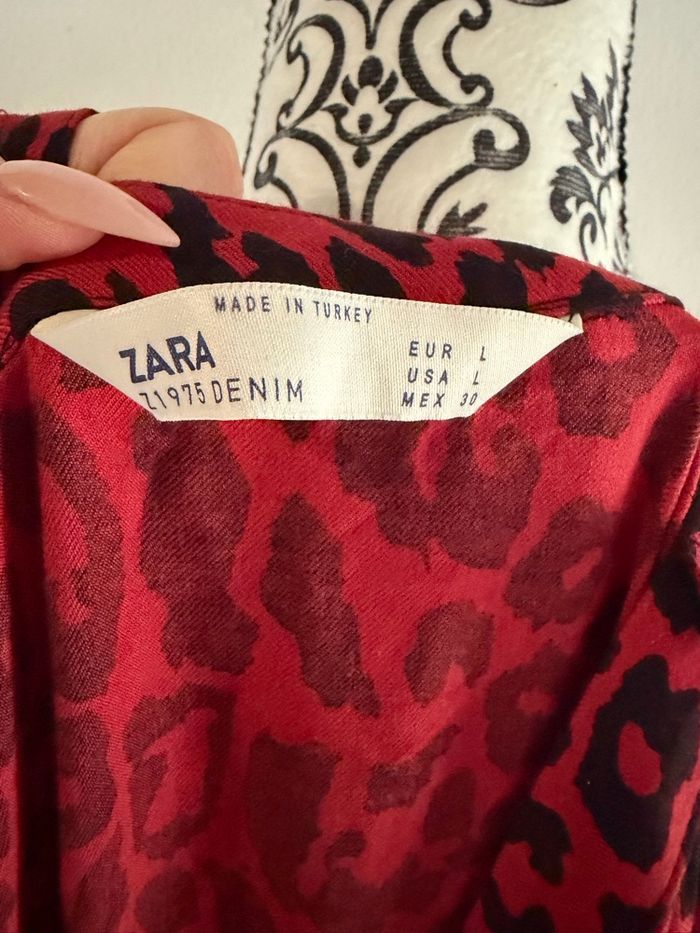 MADE IN TURKEY
ZARA
Z1975 DENIM
EUR L
USA L
MEX 30